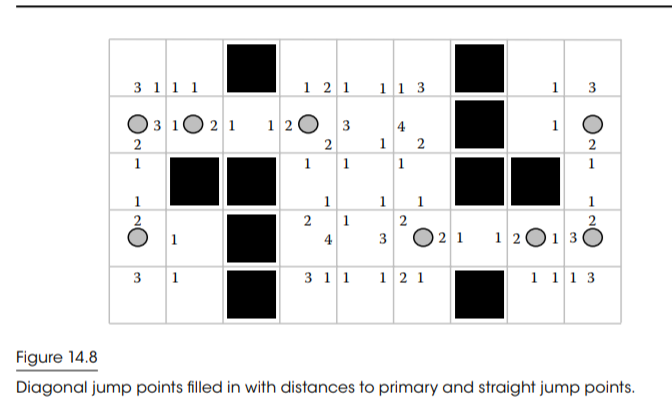 3 1 1 1 1 2 1 1 1 3 1 3
3 1 2 1 1 2 3 4 1
2 2 1 2 2
1 1 1 1 1
1 1 1 1 1
2 2 1 2 2
1 4 3 2 1 1 2 1 3
3 1 3 1 1 1 2 1 1 1 1 3
Figure 14.8
Diagonal jump points filled in with distances to primary and straight jump points.